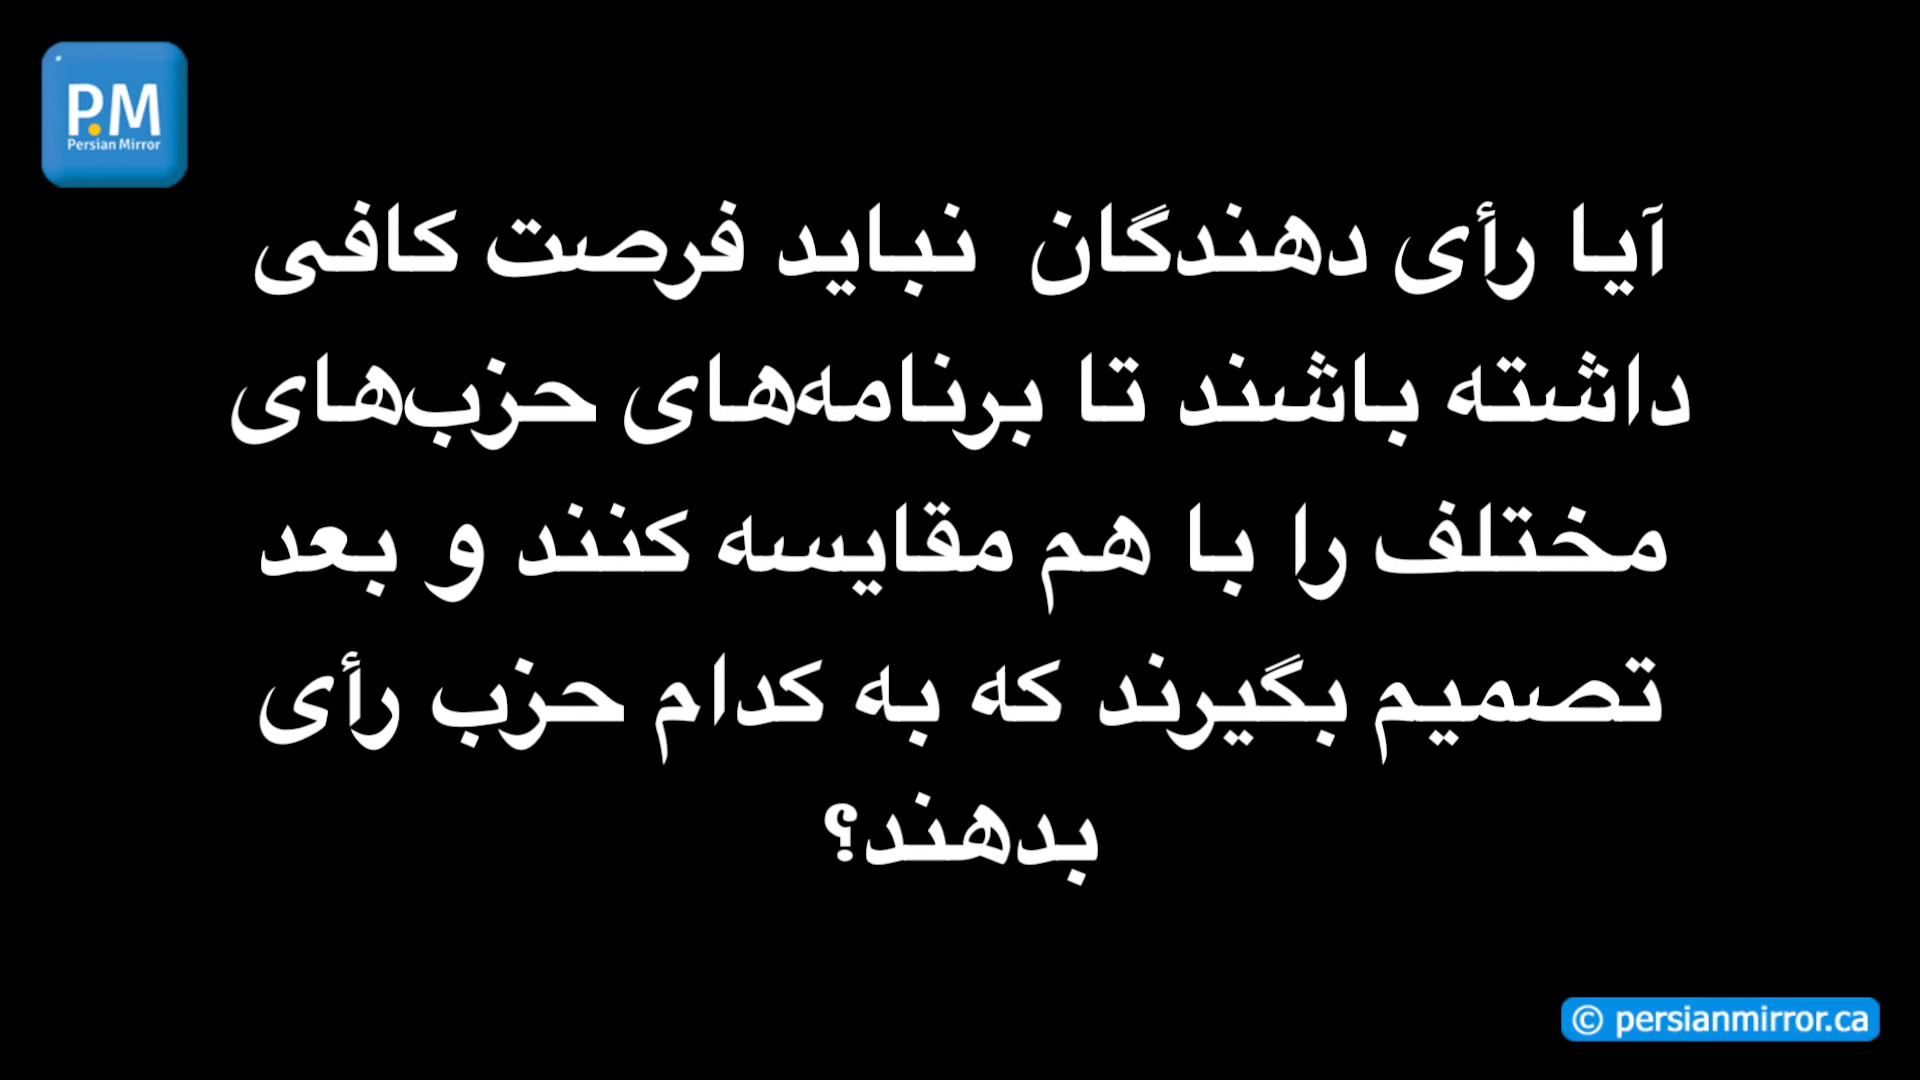 P.M
Persian Mirror
آیا رأی دهندگان نباید فرصت کافی
داشته باشند تا برنامه‌های حزب‌های
مختلف را با هم مقایسه کنند و بعد
تصمیم بگیرند که به کدام حزب رأی
بدهند؟
© persianmirror.ca